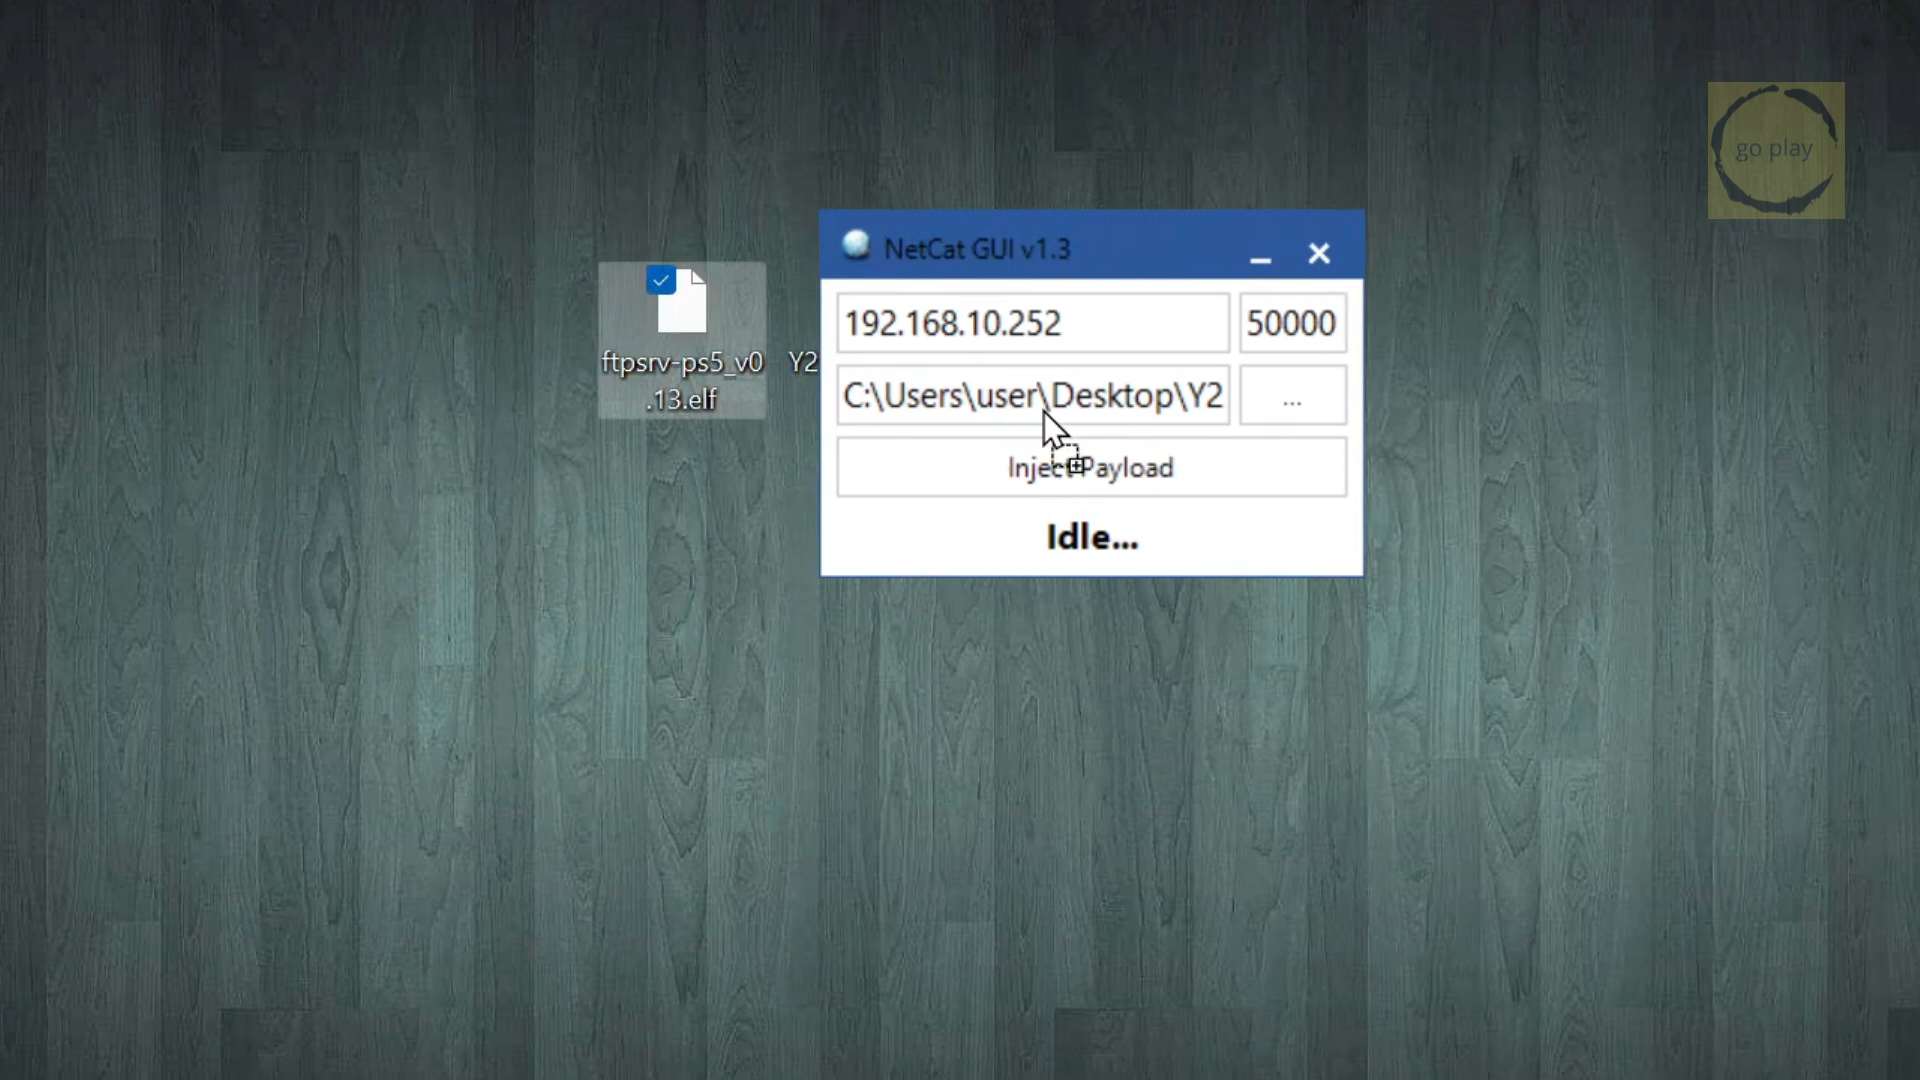 go play
NetCat GUI v1.3
192.168.10.252
50000
C:\Users\user\Desktop\Y2
...
Inject Payload
Idle...
ftpsrv-ps5_v0
.13.elf
Y2